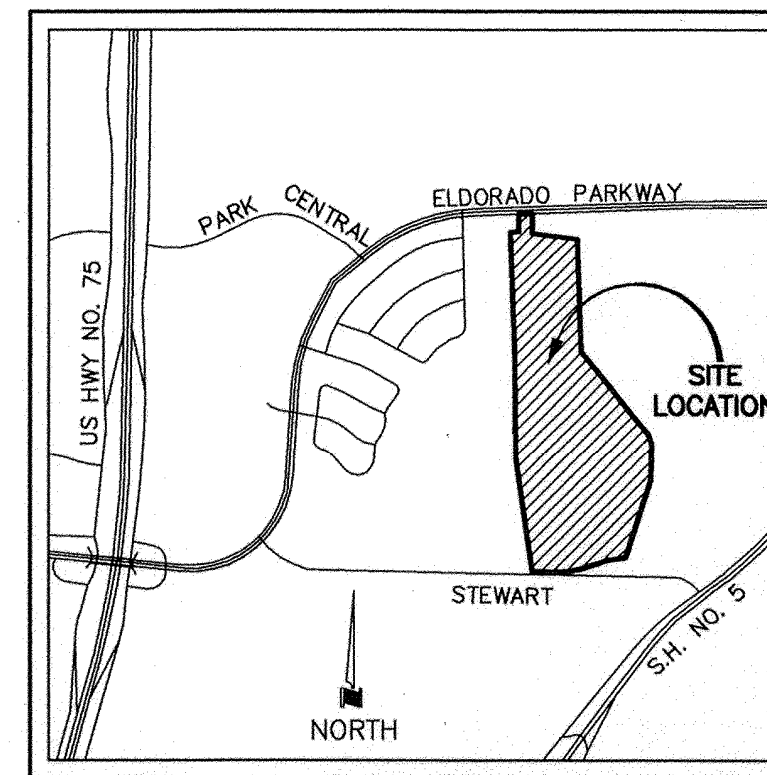 ELDORADO PARKWAY
PARK CENTRAL
US HWY NO. 75
SITE
LOCATION
STEWART
S.H. NO. 5
NORTH